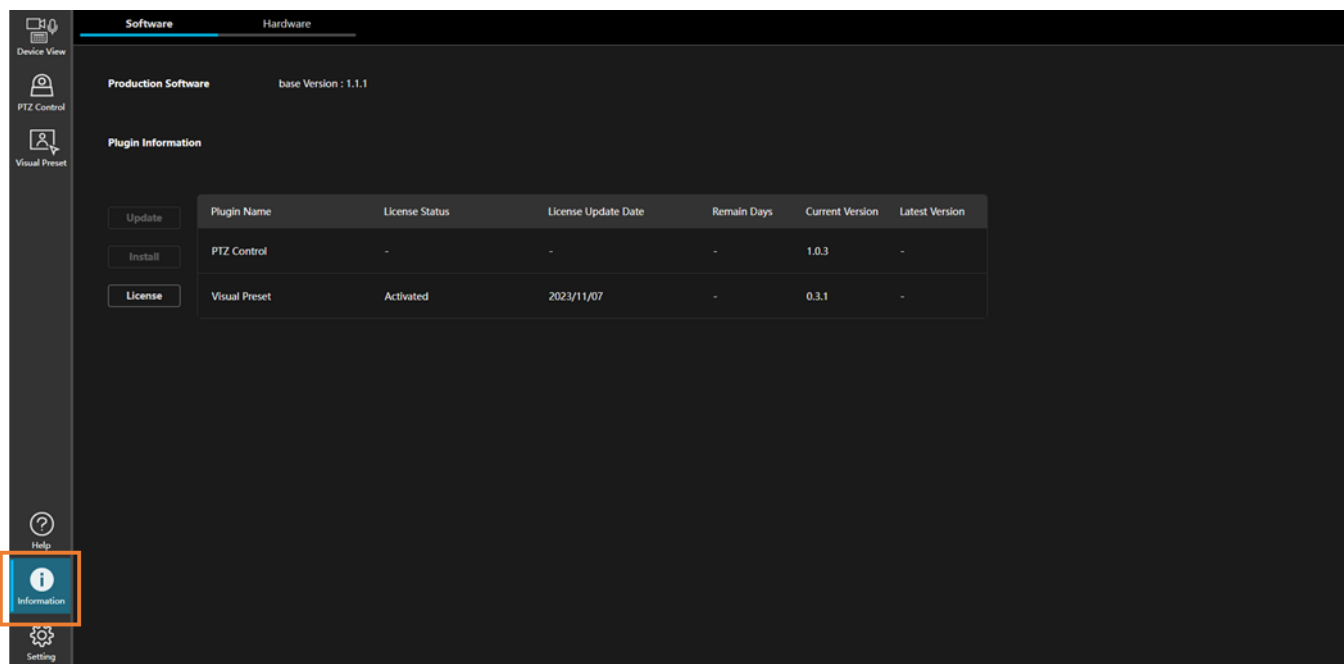 Software Hardware
Device View
PTZ Control
Visual Preset
Production Software base Version : 1.1.1
Plugin Information
Update
Install
License
Plugin Name License Status License Update Date Remain Days Current Version Latest Version
PTZ Control - - - 1.0.3 -
Visual Preset Activated 2023/11/07 - 0.3.1 -
Help
Information
Setting